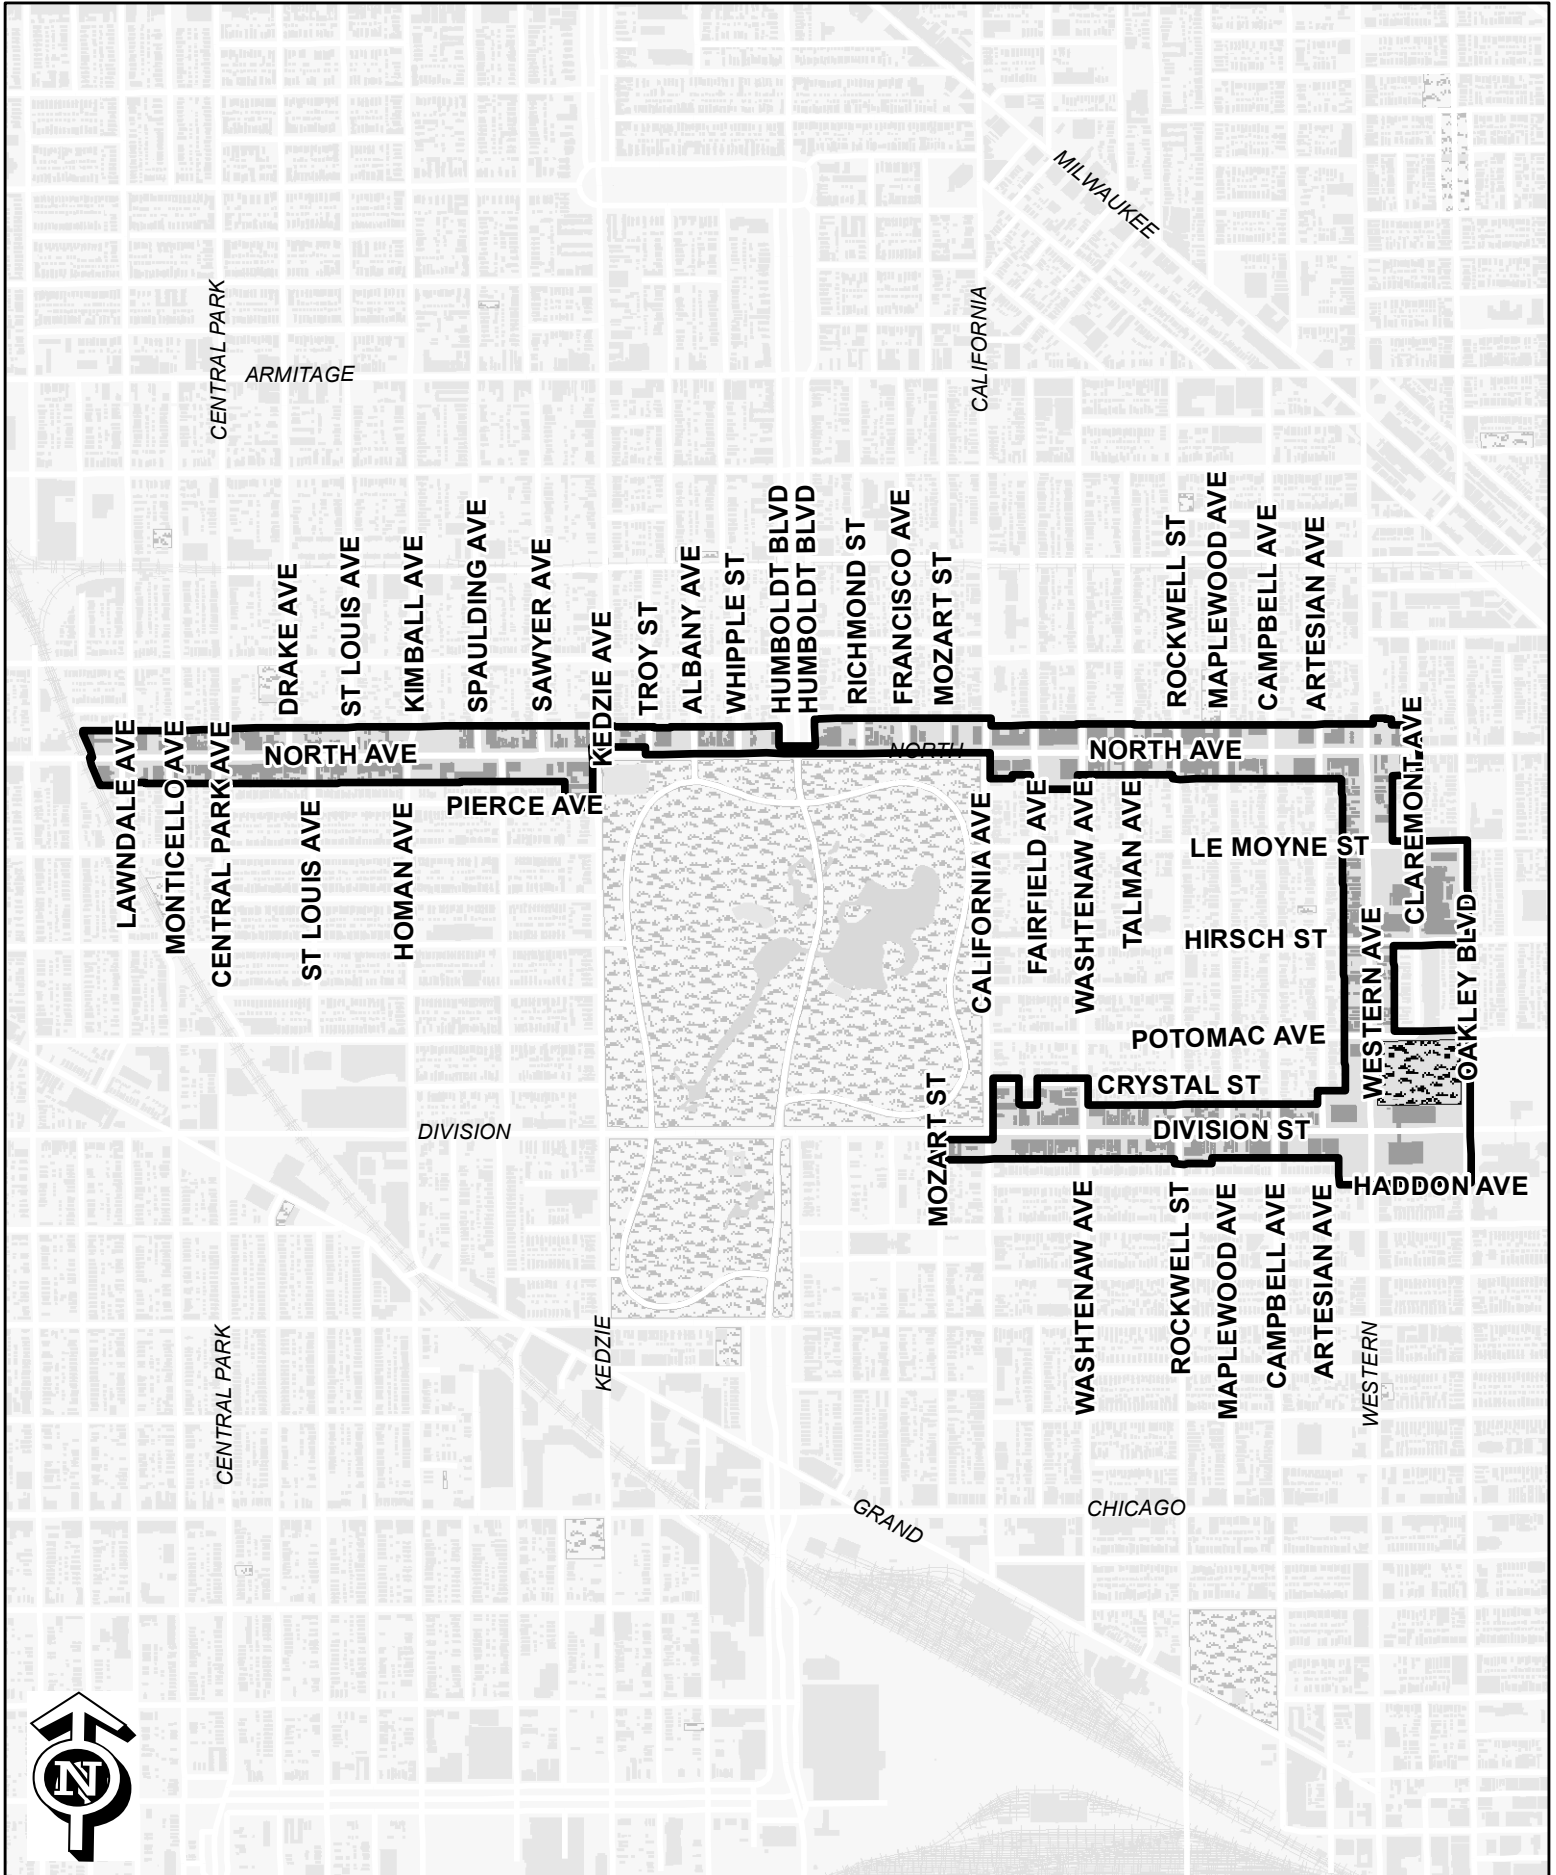 MILWAUKEE
CENTRAL PARK
ARMITAGE
CALIFORNIA
DRAKE AVE
ST LOUIS AVE
KIMBALL AVE
SPAULDING AVE
SAWYER AVE
KEDZIE AVE
TROY ST
ALBANY AVE
WHIPPLE ST
HUMBOLDT BLVD
HUMBOLDT BLVD
RICHMOND ST
FRANCISCO AVE
MOZART ST
ROCKWELL ST
MAPLEWOOD AVE
CAMPBELL AVE
ARTESIAN AVE
CLAREMONT AVE
NORTH AVE
NORTH
NORTH AVE
LAWNDALE AVE
MONTICELLO AVE
CENTRAL PARK AVE
ST LOUIS AVE
HOMAN AVE
PIERCE AVE
CALIFORNIA AVE
FAIRFIELD AVE
WASHTENAW AVE
TALMAN AVE
LE MOYNE ST
HIRSCH ST
WESTERN AVE
OAKLEY BLVD
POTOMAC AVE
CRYSTAL ST
DIVISION
MOZART ST
DIVISION ST
HADDON AVE
WASHTENAW AVE
ROCKWELL ST
MAPLEWOOD AVE
CAMPBELL AVE
ARTESIAN AVE
CENTRAL PARK
KEDZIE
WESTERN
GRAND
CHICAGO
N